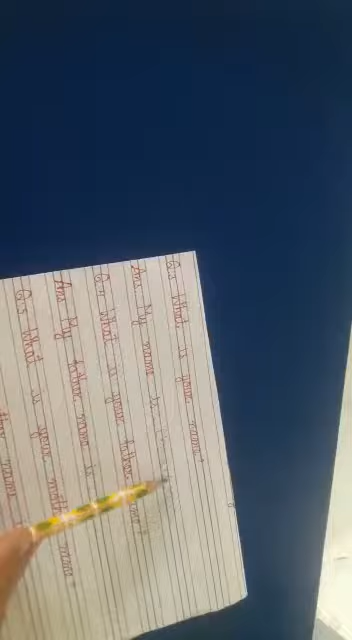 Q.1 What is your name?
Ans My name is
Q.2 What is your father name?
Ans My father name is
Q.3 What is your mother name?
name